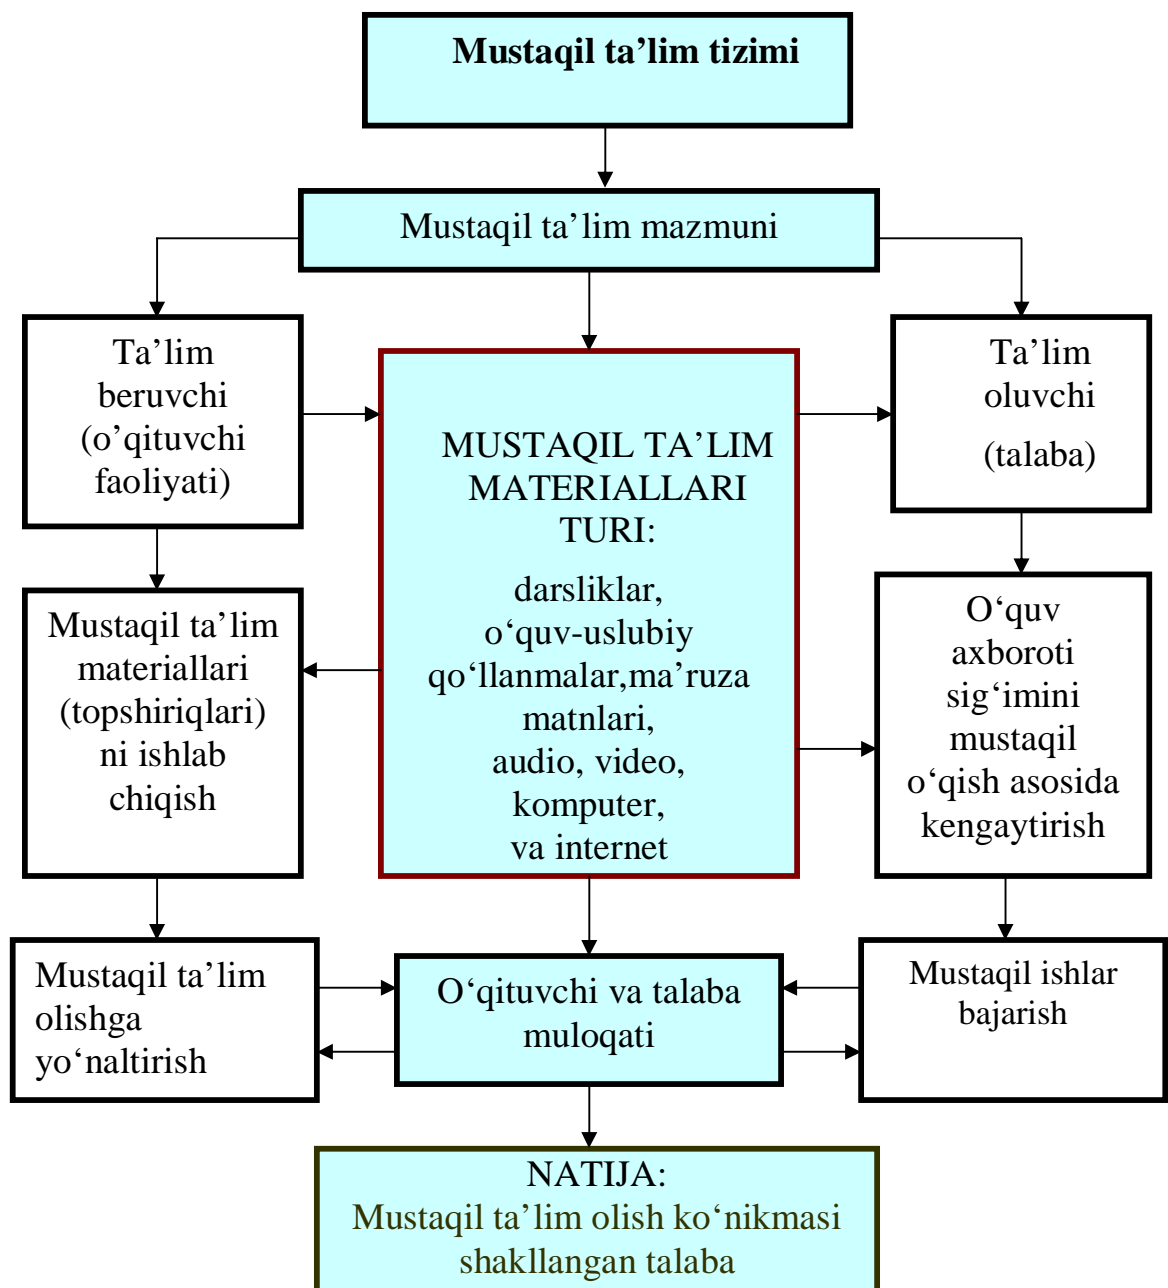 Mustaqil ta’lim tizimi
Mustaqil ta’lim mazmuni
Ta’lim
beruvchi
(o’qituvchi
faoliyati)
MUSTAQIL TA’LIM
MATERIALLARI
TURI:
darsliklar,
o‘quv-uslubiy
qo‘llanmalar,ma’ruza
matnlari,
audio, video,
komputer,
va internet
Ta’lim
oluvchi
(talaba)
Mustaqil ta’lim
materiallari
(topshiriqlari)
ni ishlab
chiqish
O‘quv
axboroti
sig‘imini
mustaqil
o‘qish asosida
kengaytirish
Mustaqil ta’lim
olishga
yo‘naltirish
O‘qituvchi va talaba
muloqati
Mustaqil ishlar
bajarish
NATIJA:
Mustaqil ta’lim olish ko‘nikmasi
shakllangan talaba